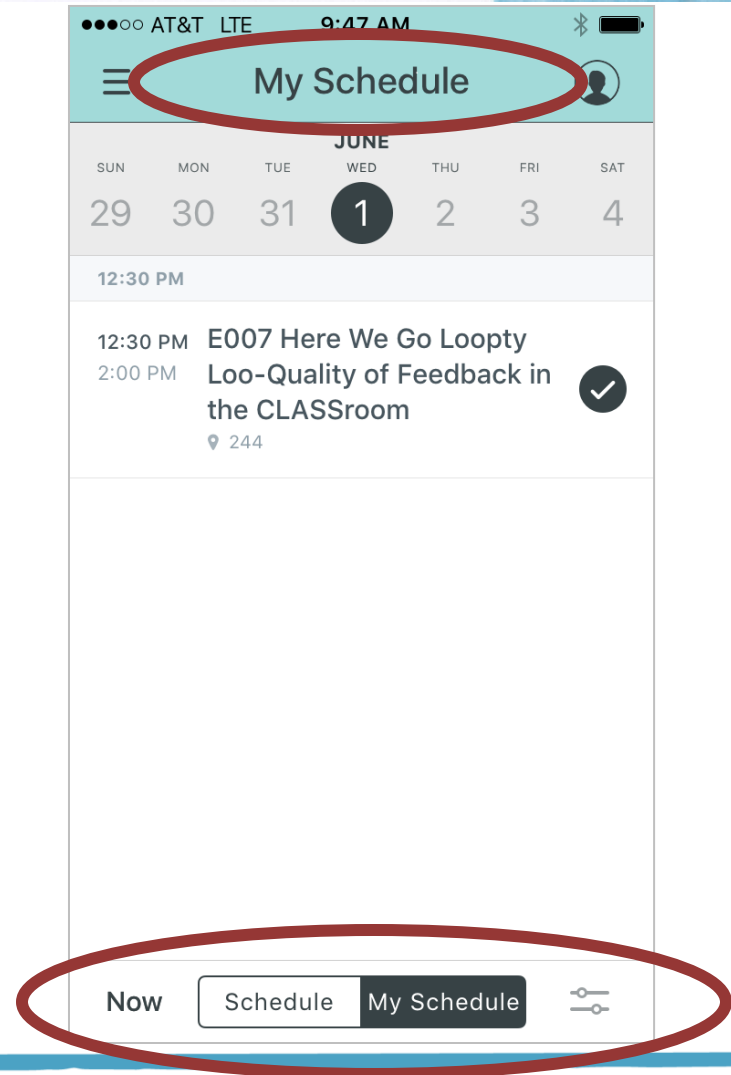 AT&T LTE 9:47 AM
My Schedule
JUNE
SUN MON TUE WED THU FRI SAT
29 30 31 1 2 3 4
12:30 PM
12:30 PM E007 Here We Go Loopty
2:00 PM Loo-Quality of Feedback in
the CLASSroom
244
Now Schedule My Schedule